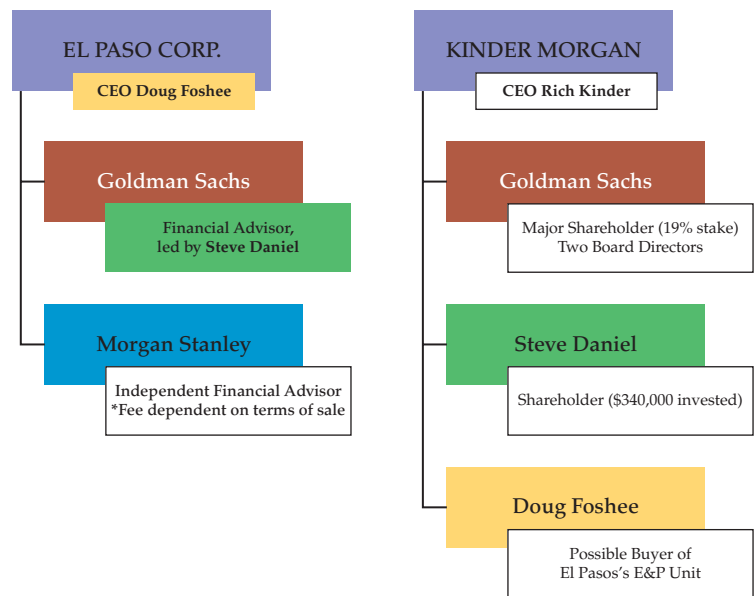 EL PASO CORP.
CEO Doug Foshee
Goldman Sachs
Financial Advisor,
led by Steve Daniel
Morgan Stanley
Independent Financial Advisor
*Fee dependent on terms of sale
KINDER MORGAN
CEO Rich Kinder
Goldman Sachs
Major Shareholder (19% stake)
Two Board Directors
Steve Daniel
Shareholder ($340,000 invested)
Doug Foshee
Possible Buyer of
El Pasos's E&P Unit